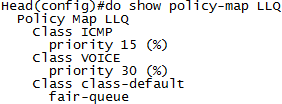 Head(config)#do show policy-map LLQ
  Policy Map LLQ
    Class ICMP
      priority 15 (%)
    Class VOICE
      priority 30 (%)
    Class class-default
      fair-queue